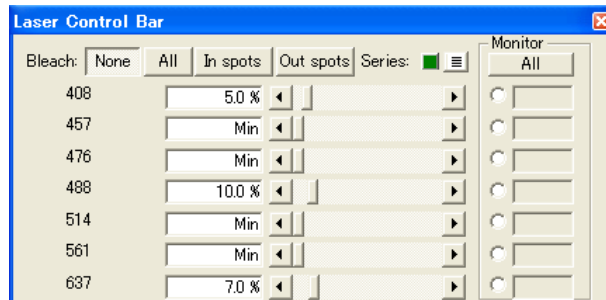 Laser Control Bar
Bleach: None All In spots Out spots Series: Monitor All
408 5.0 %
457 Min
476 Min
488 10.0 %
514 Min
561 Min
637 7.0 %